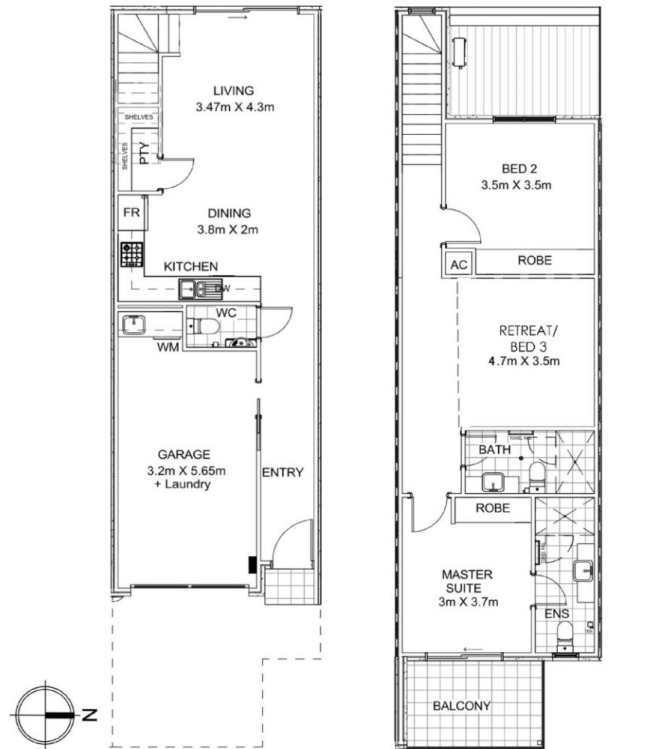 LIVING
3.47m X 4.3m
SHELVES
SHELVES
PTY
FR
DINING
3.8m X 2m
KITCHEN
DW
WC
WM
GARAGE
3.2m X 5.65m
+ Laundry
ENTRY
N
BED 2
3.5m X 3.5m
AC
ROBE
RETREAT/
BED 3
4.7m X 3.5m
BATH
ROBE
MASTER
SUITE
3m X 3.7m
ENS
BALCONY